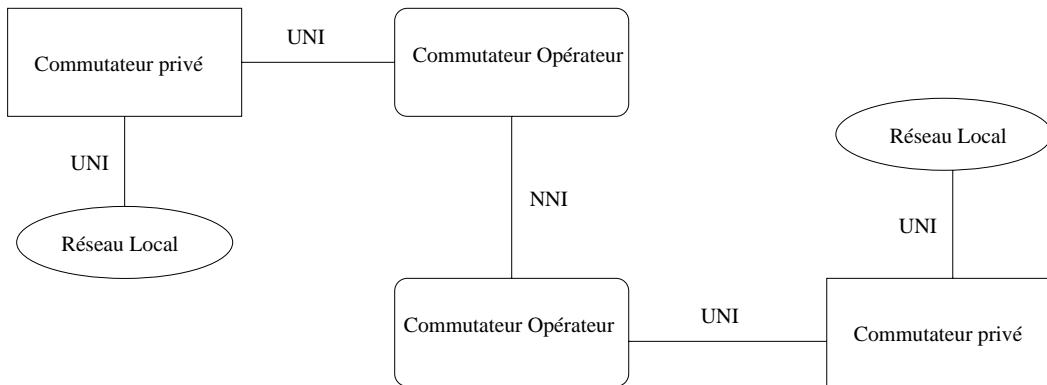 UNI
Commutateur privé
Commutateur Opérateur
UNI
Réseau Local
NNI
Réseau Local
UNI
Commutateur Opérateur
UNI
Commutateur privé